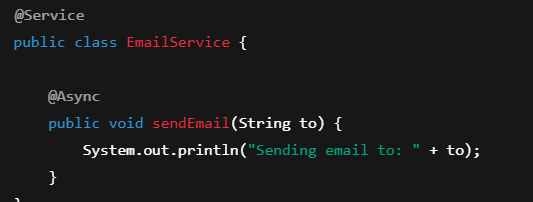 @Service
public class EmailService {
@Async
public void sendEmail(String to) {
System.out.println("Sending email to: " + to);
}
}